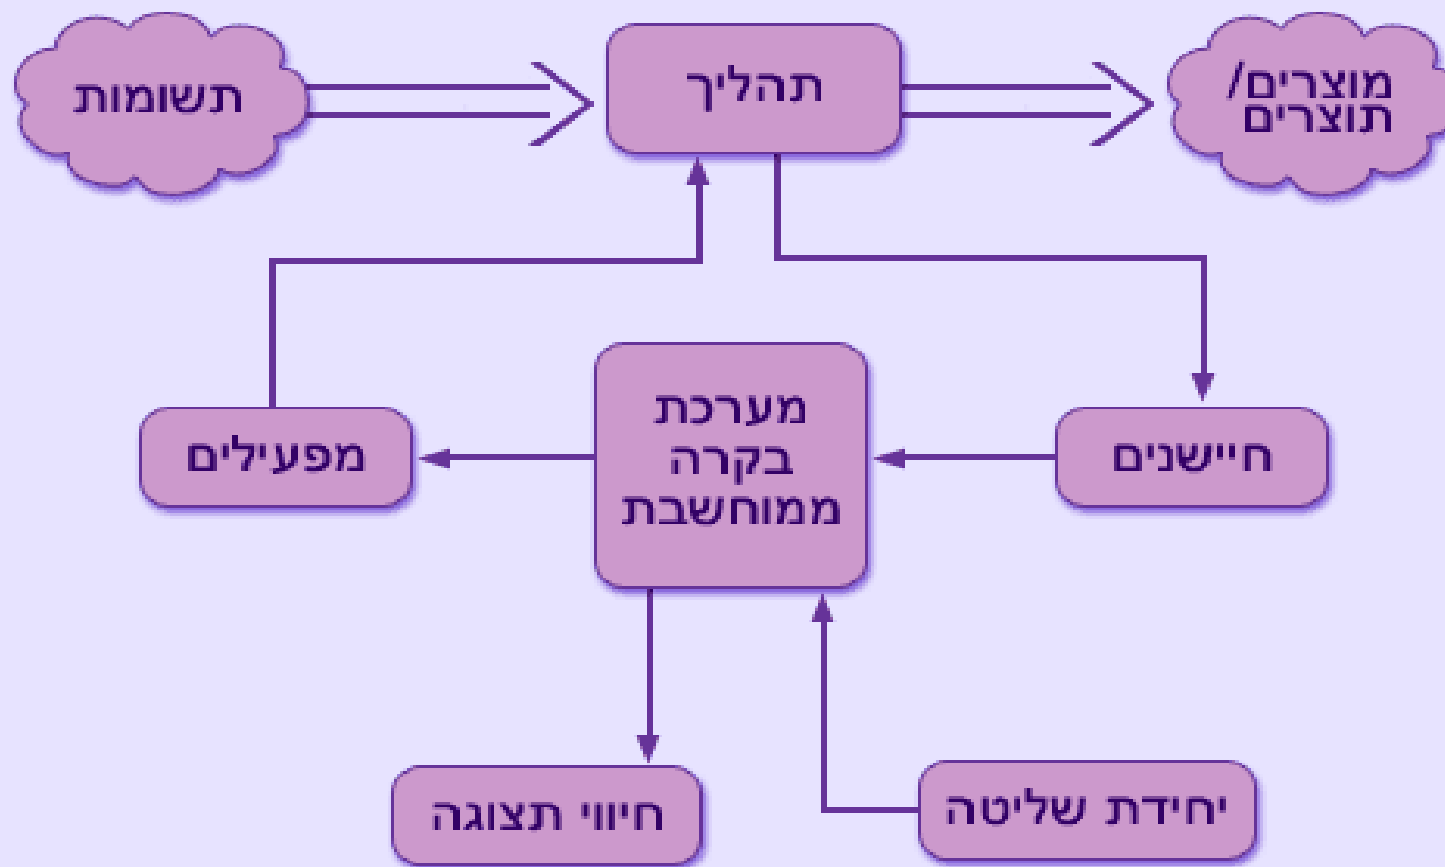 תשומות
תהליך
מוצרים/
תוצרים
מפעילים
מערכת
בקרה
ממוחשבת
חיישנים
חיווי תצוגה
יחידת שליטה